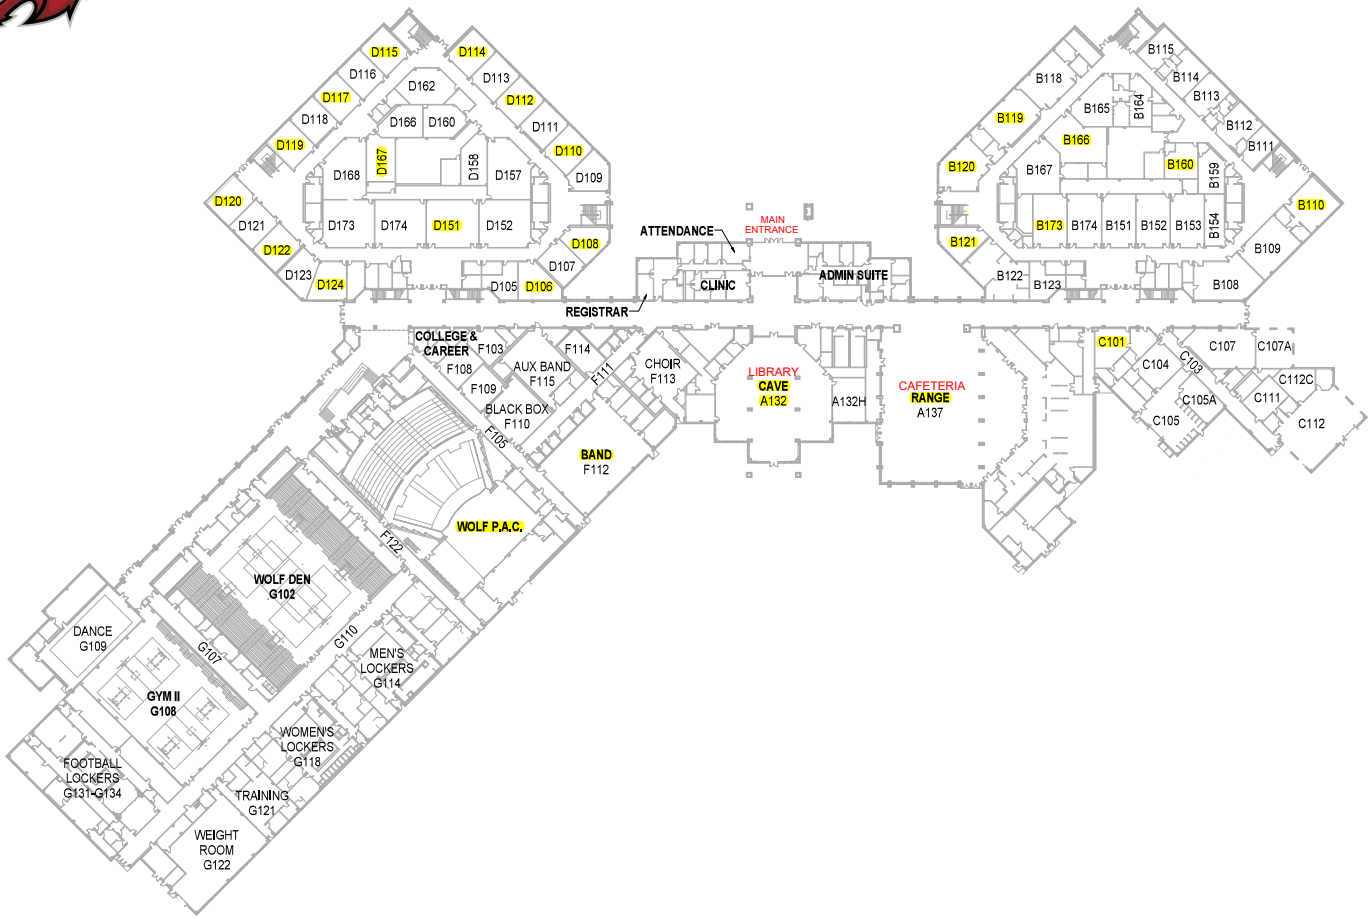 D115
D114
D116
D113
D117
D162
D112
D118
D166
D160
D111
D119
D167
D158
D110
D168
D157
D109
D120
D121
D173
D174
D151
D152
D122
D108
D123
D107
D124
D105
D106
B115
B118
B114
B165
B164
B113
B119
B112
B166
B111
B120
B167
B160
B159
B110
B173
B174
B151
B152
B153
B154
B121
B109
B122
B123
B108
MAIN
ENTRANCE
ATTENDANCE
CLINIC
ADMIN SUITE
REGISTRAR
COLLEGE &
CAREER
F103
F108
F109
F114
AUX BAND
F115
F111
CHOIR
F113
BLACK BOX
F110
F105
LIBRARY
CAVE
A132
A132H
CAFETERIA
RANGE
A137
C101
C104
C103
C107
C107A
C112C
C111
C105A
C105
C112
BAND
F112
WOLF P.A.C.
F122
WOLF DEN
G102
DANCE
G109
G107
G110
MEN'S
LOCKERS
G114
GYM II
G108
WOMEN'S
LOCKERS
G118
FOOTBALL
LOCKERS
G131-G134
TRAINING
G121
WEIGHT
ROOM
G122